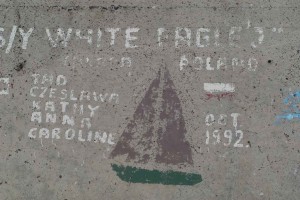 S/Y WHITE EAGLE'3"
POLAND
TAD
CZESLAWA
KATHY
ANNA
CAROLINE
OCT.
1992.